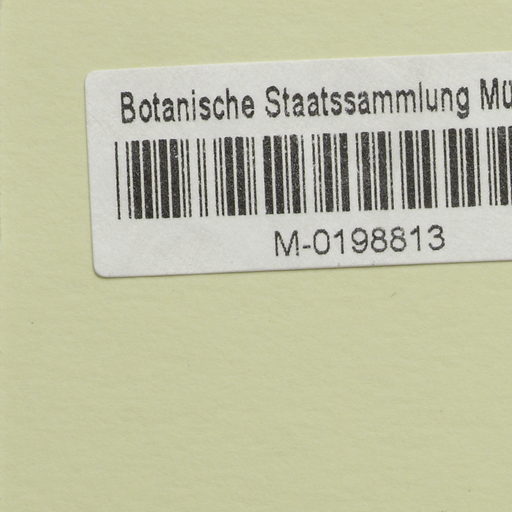 Botanische Staatssammlung Mü
M-0198813